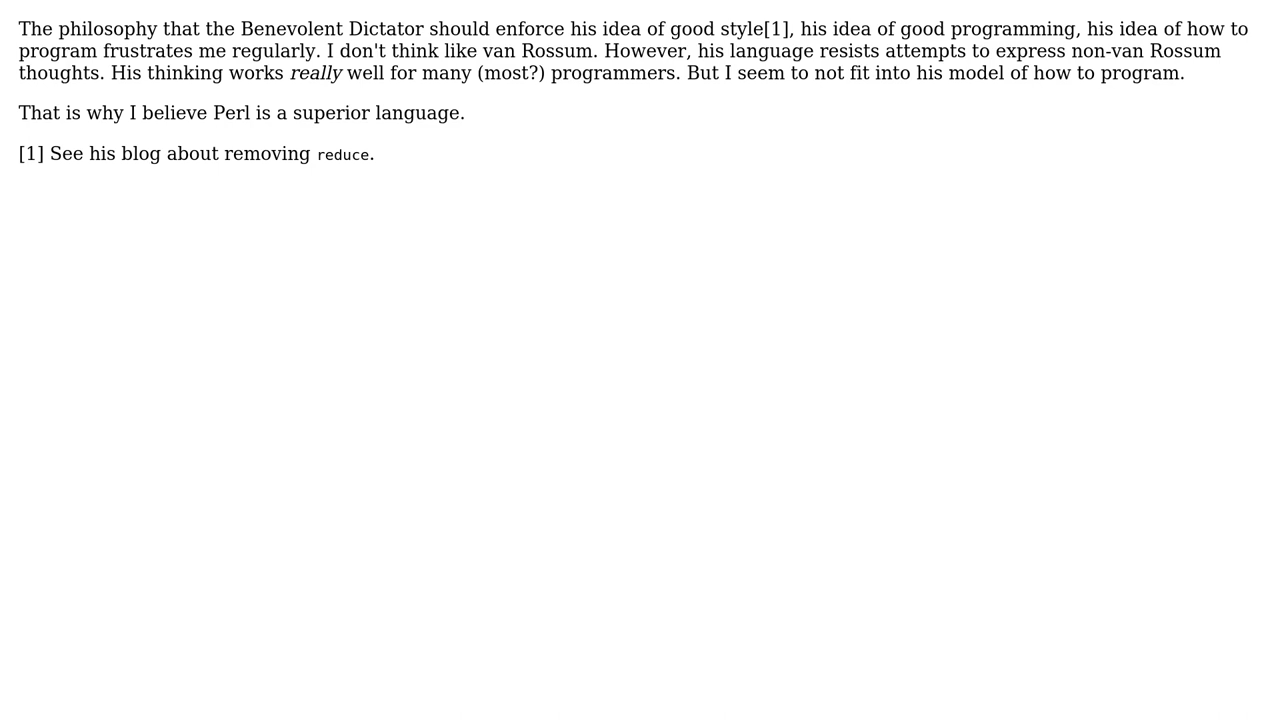 The philosophy that the Benevolent Dictator should enforce his idea of good style[1], his idea of good programming, his idea of how to
program frustrates me regularly. I don't think like van Rossum. However, his language resists attempts to express non-van Rossum
thoughts. His thinking works really well for many (most?) programmers. But I seem to not fit into his model of how to program.
That is why I believe Perl is a superior language.
[1] See his blog about removing reduce.